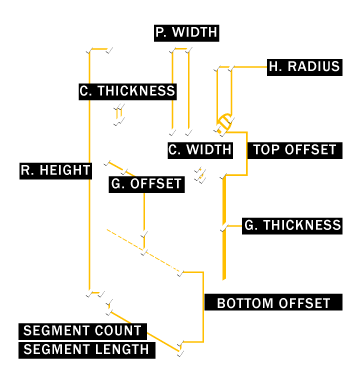 P. WIDTH
H. RADIUS
C. THICKNESS
C. WIDTH
TOP OFFSET
R. HEIGHT
G. OFFSET
G. THICKNESS
BOTTOM OFFSET
SEGMENT COUNT
SEGMENT LENGTH